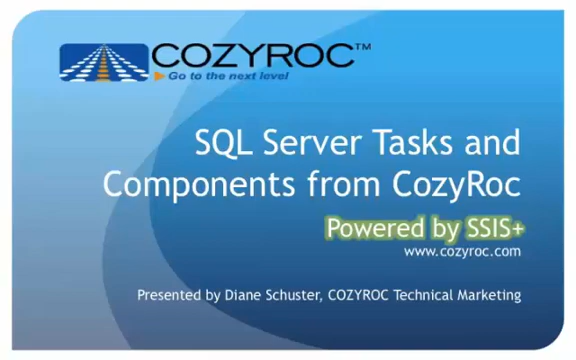 COZYROC™
Go to the next level
SQL Server Tasks and
Components from CozyRoc
Powered by SSIS+
www.cozyroc.com
Presented by Diane Schuster, COZYROC Technical Marketing